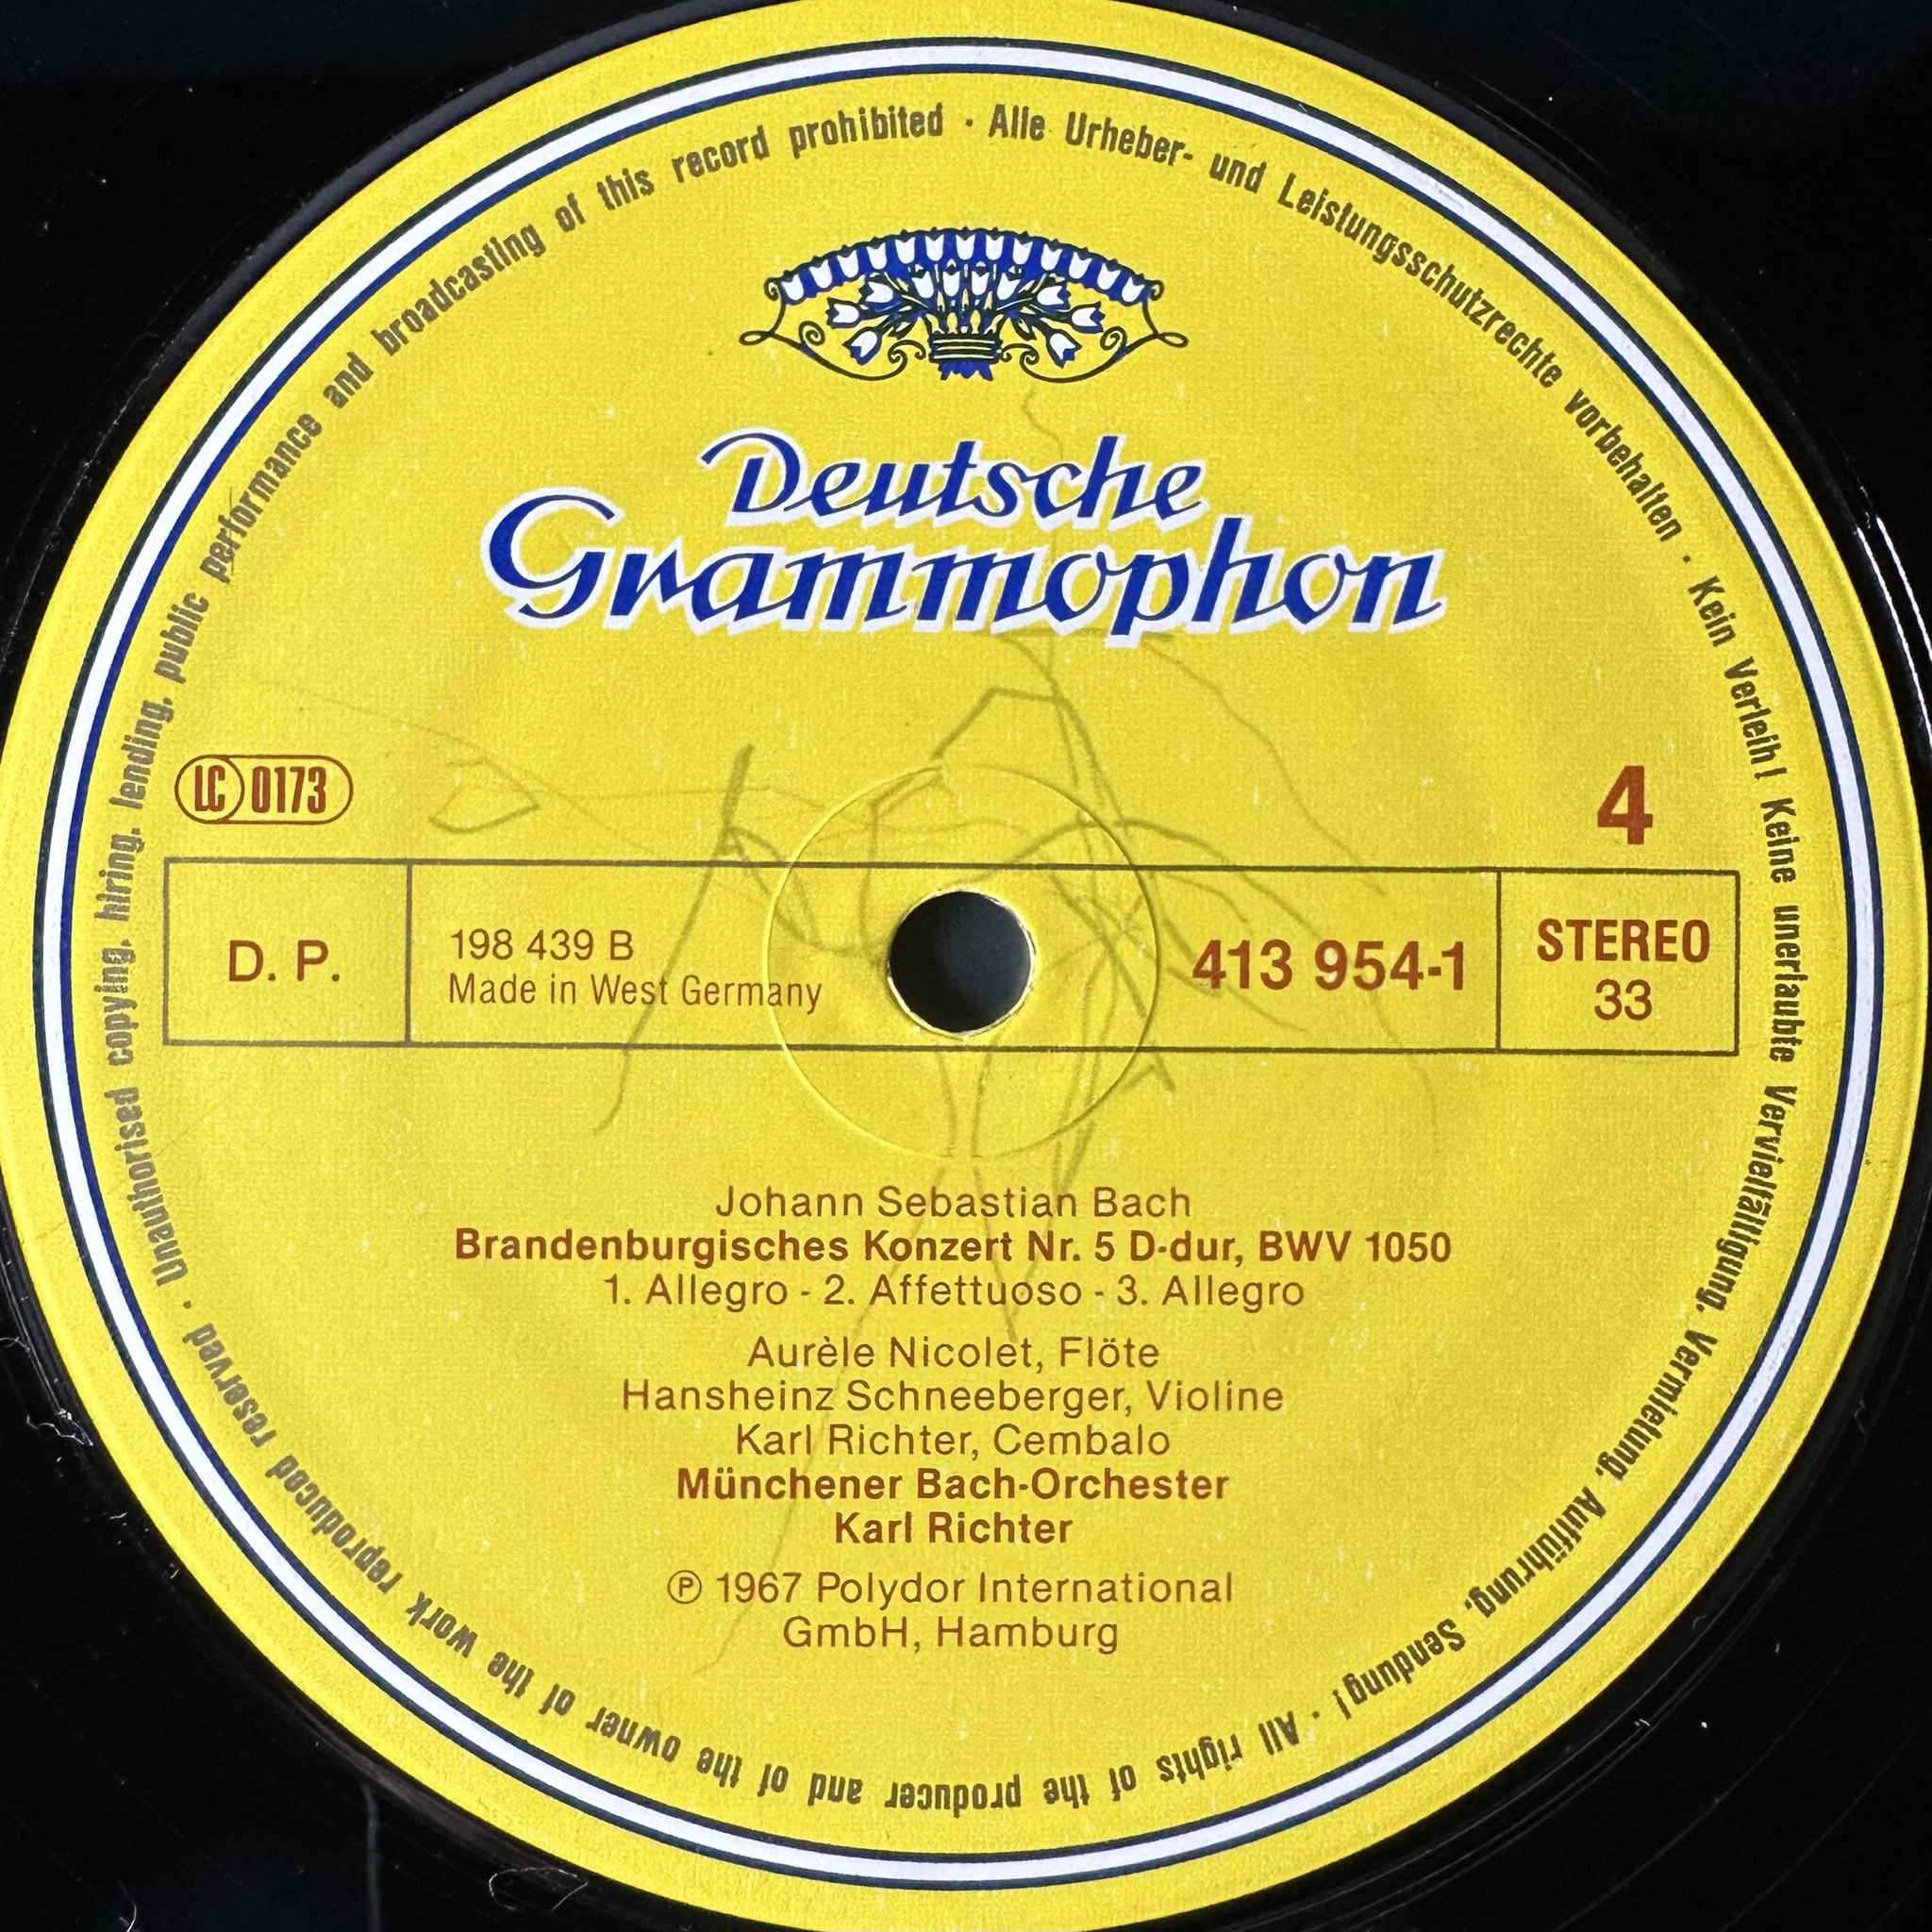 Deutsche
Grammophon
LC 0173
4
D. P.
198 439 B
Made in West Germany
413 954-1
STEREO
33
Johann Sebastian Bach
Brandenburgisches Konzert Nr. 5 D-dur, BWV 1050
1. Allegro - 2. Affettuoso - 3. Allegro
Aurèle Nicolet, Flöte
Hansheinz Schneeberger, Violine
Karl Richter, Cembalo
Münchener Bach-Orchester
Karl Richter
℗ 1967 Polydor International
GmbH, Hamburg
Alle Urheber- und Leistungsschutzrechte vorbehalten · Kein Verleih! Keine unerlaubte Vervielfältigung, Vermietung, Aufführung, Sendung! · All rights of the producer and of the owner of the work reproduced reserved · Unauthorised copying, hiring, lending, public performance and broadcasting of this record prohibited ·